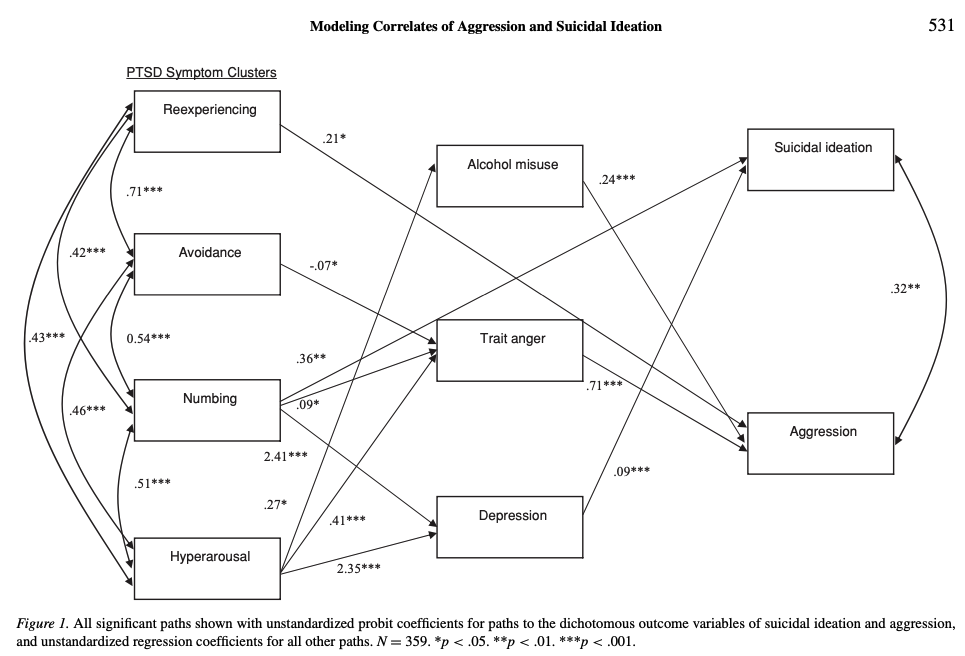 Modeling Correlates of Aggression and Suicidal Ideation 531
PTSD Symptom Clusters
Reexperiencing
.21*
Alcohol misuse
Suicidal ideation
.71***
.24***
.42***
Avoidance
-.07*
.32**
.43***
0.54***
Trait anger
.36**
.71***
.46***
Numbing
.09*
Aggression
2.41***
.09***
.51***
.27*
.41***
Depression
Hyperarousal
2.35***
Figure 1. All significant paths shown with unstandardized probit coefficients for paths to the dichotomous outcome variables of suicidal ideation and aggression,
and unstandardized regression coefficients for all other paths. N = 359. *p < .05. **p < .01. ***p < .001.